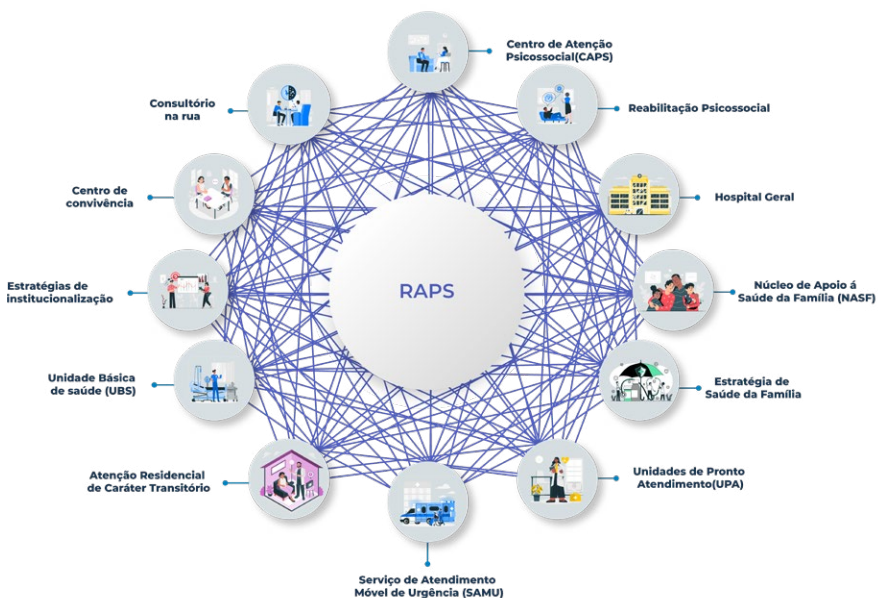 Centro de Atenção
Psicossocial(CAPS)
Reabilitação Psicossocial
Hospital Geral
Núcleo de Apoio á
Saúde da Família (NASF)
Estratégia de
Saúde da Família
Unidades de Pronto
Atendimento(UPA)
Serviço de Atendimento
Móvel de Urgência (SAMU)
Atenção Residencial
de Caráter Transitório
Unidade Básica
de saúde (UBS)
Estratégias de
institucionalização
Centro de
convivência
Consultório
na rua
RAPS